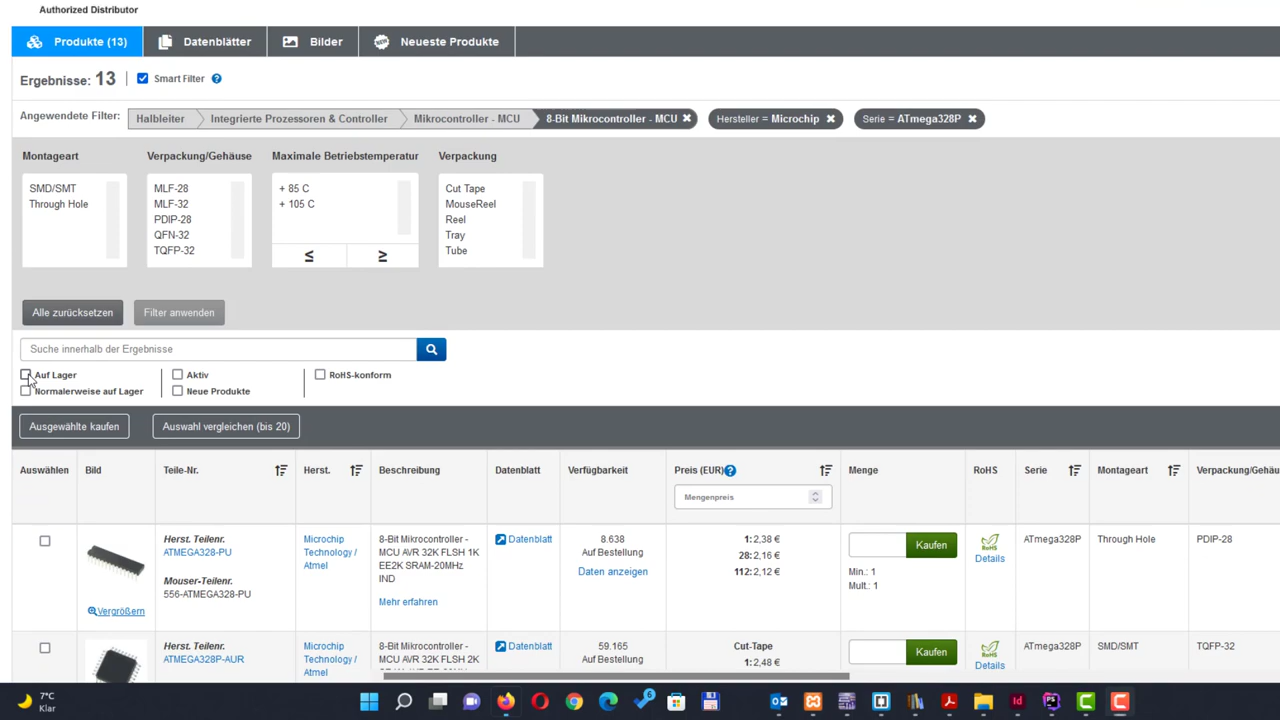 Authorized Distributor
Produkte (13) Datenblätter Bilder Neueste Produkte
Ergebnisse: 13 Smart Filter ?
Angewendete Filter: Halbleiter Integrierte Prozessoren & Controller Mikrocontroller - MCU 8-Bit Mikrocontroller - MCU ✖ Hersteller = Microchip ✖ Serie = ATmega328P ✖
Montageart Verpackung/Gehäuse Maximale Betriebstemperatur Verpackung
SMD/SMT MLF-28 + 85 C Cut Tape
Through Hole MLF-32 + 105 C MouseReel
PDIP-28 Reel
QFN-32 Tray
TQFP-32 ≤ ≥ Tube
Alle zurücksetzen Filter anwenden
Suche innerhalb der Ergebnisse
Auf Lager Aktiv RoHS-konform
Normalerweise auf Lager Neue Produkte
Ausgewählte kaufen Auswahl vergleichen (bis 20)
Auswählen Bild Teile-Nr. Herst. Beschreibung Datenblatt Verfügbarkeit Preis (EUR) ? Menge RoHS Serie Montageart Verpackung/Gehäu
Mengenpreis
Herst. Teilenr. Microchip 8-Bit Mikrocontroller - Datenblatt 8.638 1: 2,38 € Kaufen ATmega328P Through Hole PDIP-28
ATMEGA328-PU Technology / MCU AVR 32K FLSH 1K Auf Bestellung 28: 2,16 € RoHS
Atmel EE2K SRAM-20MHz Daten anzeigen 112: 2,12 € Min.: 1 Details
Mouser-Teilenr. IND Mult.: 1
556-ATMEGA328-PU
Mehr erfahren
Vergrößern
Herst. Teilenr. Microchip 8-Bit Mikrocontroller - Datenblatt 59.165 Cut-Tape Kaufen ATmega328P SMD/SMT TQFP-32
ATMEGA328P-AUR Technology / MCU AVR 32K FLSH 2K Auf Bestellung 1: 2,48 € RoHS
Atmel Details
7°C
Klar
6
Id
PS
C
C